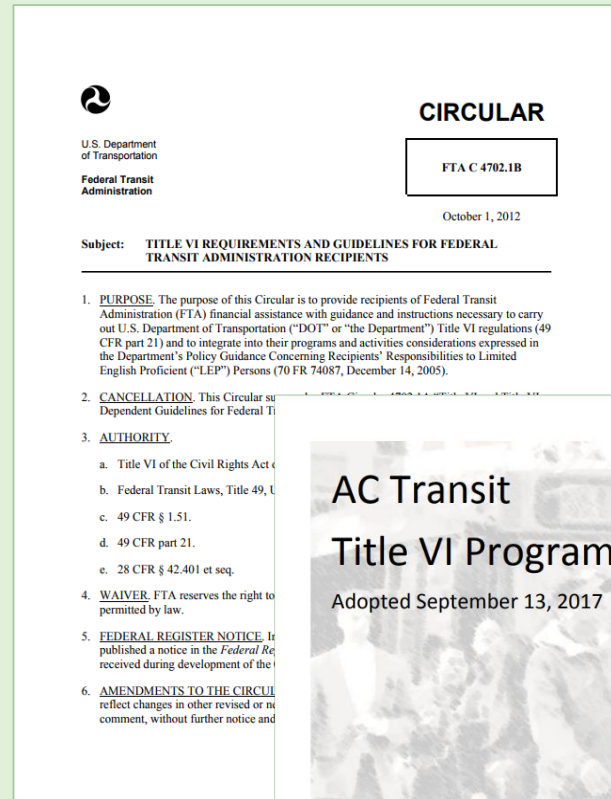 CIRCULAR
U.S. Department
of Transportation
Federal Transit
Administration
FTA C 4702.1B
October 1, 2012
Subject: TITLE VI REQUIREMENTS AND GUIDELINES FOR FEDERAL
TRANSIT ADMINISTRATION RECIPIENTS
1. PURPOSE. The purpose of this Circular is to provide recipients of Federal Transit
Administration (FTA) financial assistance with guidance and instructions necessary to carry
out U.S. Department of Transportation (“DOT” or “the Department”) Title VI regulations (49
CFR part 21) and to integrate into their programs and activities considerations expressed in
the Department’s Policy Guidance Concerning Recipients’ Responsibilities to Limited
English Proficient (“LEP”) Persons (70 FR 74087, December 14, 2005).
2. CANCELLATION. This Circular su
Dependent Guidelines for Federal T
3. AUTHORITY.
a. Title VI of the Civil Rights Act
b. Federal Transit Laws, Title 49,
c. 49 CFR § 1.51.
d. 49 CFR part 21.
e. 28 CFR § 42.401 et seq.
4. WAIVER. FTA reserves the right to
permitted by law.
5. FEDERAL REGISTER NOTICE. In
published a notice in the Federal Re
received during development of the
6. AMENDMENTS TO THE CIRCUL
reflect changes in other revised or ne
comment, without further notice and
AC Transit
Title VI Program
Adopted September 13, 2017